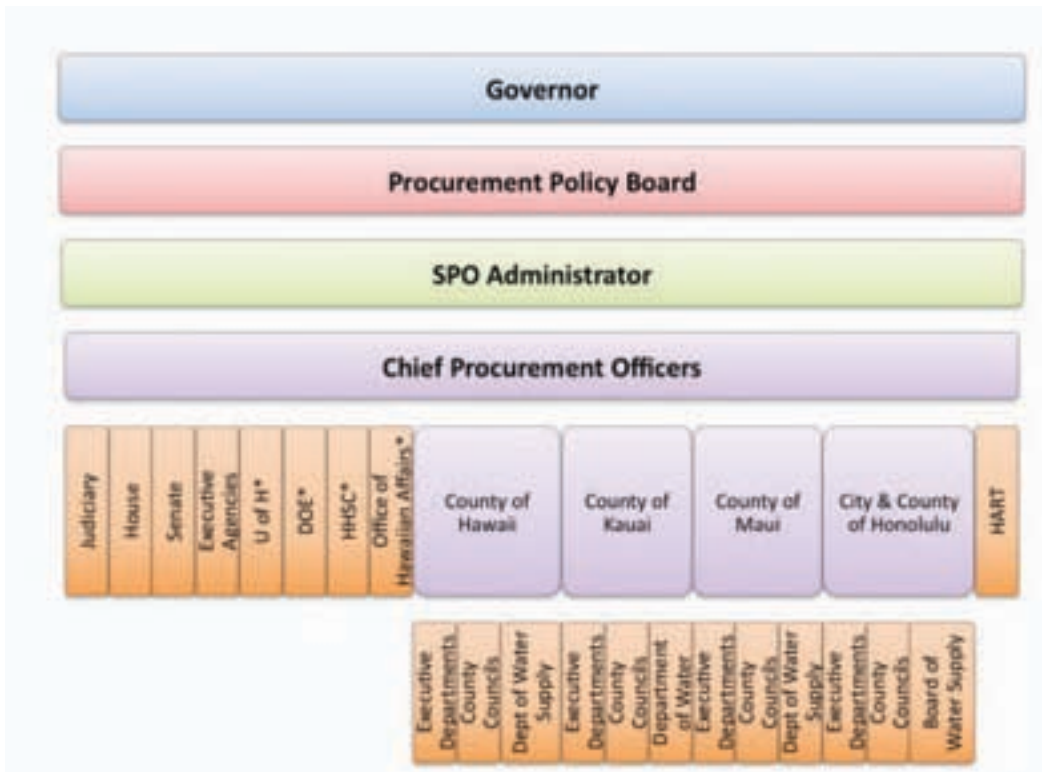 Governor
Procurement Policy Board
SPO Administrator
Chief Procurement Officers
Judiciary
House
Senate
Executive
Agencies
U of H*
DOE*
HHSC*
Office of
Hawaiian Affairs*
County of
Hawaii
County of
Kauai
County of
Maui
City & County
of Honolulu
HART
Executive
Departments
County
Councils
Dept of Water
Supply
Executive
Departments
County
Councils
Department
of Water
Executive
Departments
County
Councils
Dept of Water
Supply
Executive
Departments
County
Councils
Board of
Water Supply